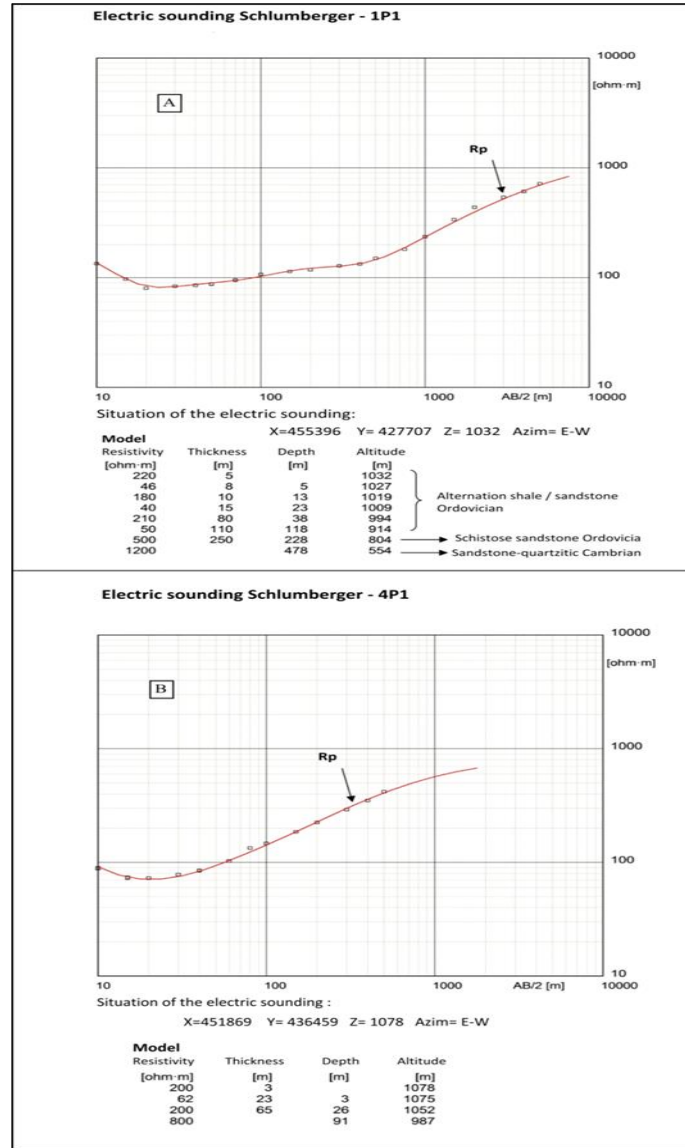 Electric sounding Schlumberger - 1P1
10000
[ohm·m]
A
Rp
1000
100
10
10 100 1000 AB/2 [m] 10000
Situation of the electric sounding:
X=455396 Y= 427707 Z= 1032 Azim= E-W
Model
Resistivity Thickness Depth Altitude
[ohm·m] [m] [m] [m]
220 5 1032
46 8 5 1027
180 10 13 1019
40 15 23 1009
210 80 38 994
50 110 118 914
Alternation shale / sandstone
Ordovician
500 250 228 804 Schistose sandstone Ordovicia
1200 478 554 Sandstone-quartzitic Cambrian
Electric sounding Schlumberger - 4P1
10000
[ohm·m]
B
Rp
1000
100
10
10 100 1000 AB/2 [m] 10000
Situation of the electric sounding :
X=451869 Y= 436459 Z= 1078 Azim= E-W
Model
Resistivity Thickness Depth Altitude
[ohm·m] [m] [m] [m]
200 3 1078
62 23 3 1075
200 65 26 1052
800 91 987